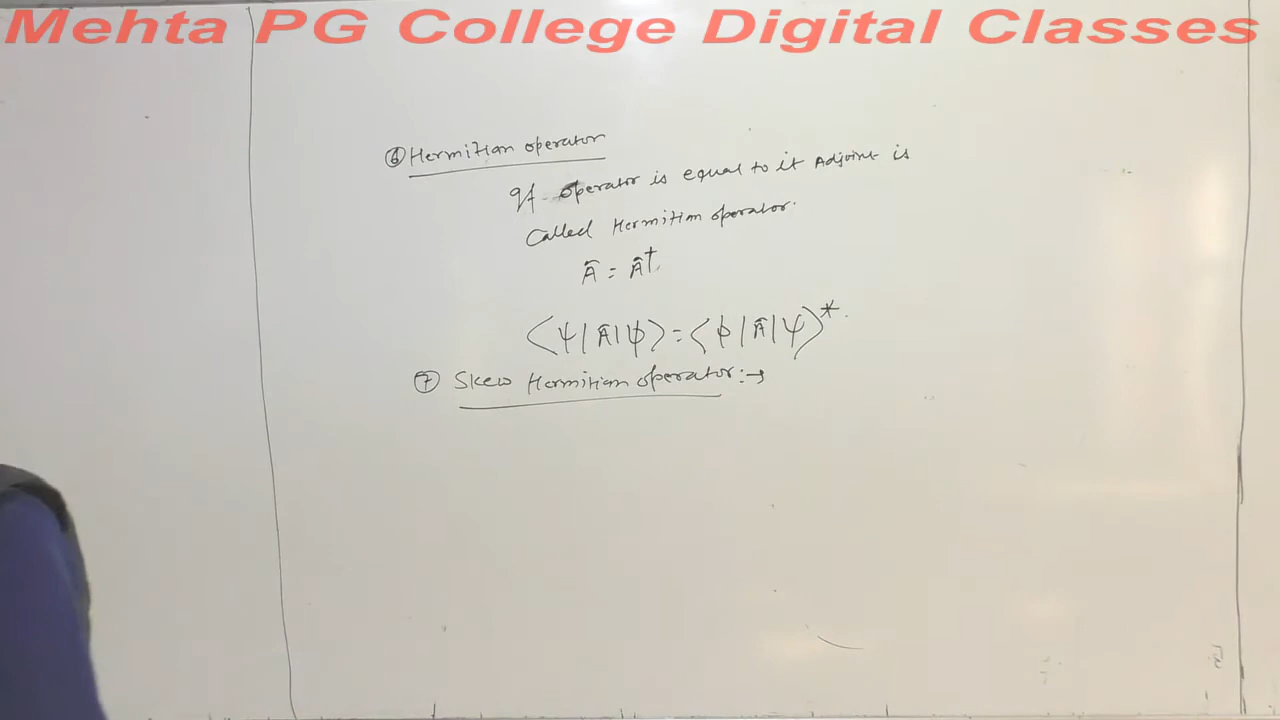 Mehta PG College Digital Classes
⑥ Hermitian operator
If operator is equal to it Adjoint is
Called Hermitian operator.
Â = Â†
⟨ψ|Â|φ⟩ = ⟨φ|Â|ψ⟩*
⑦ Skew Hermitian operator :→